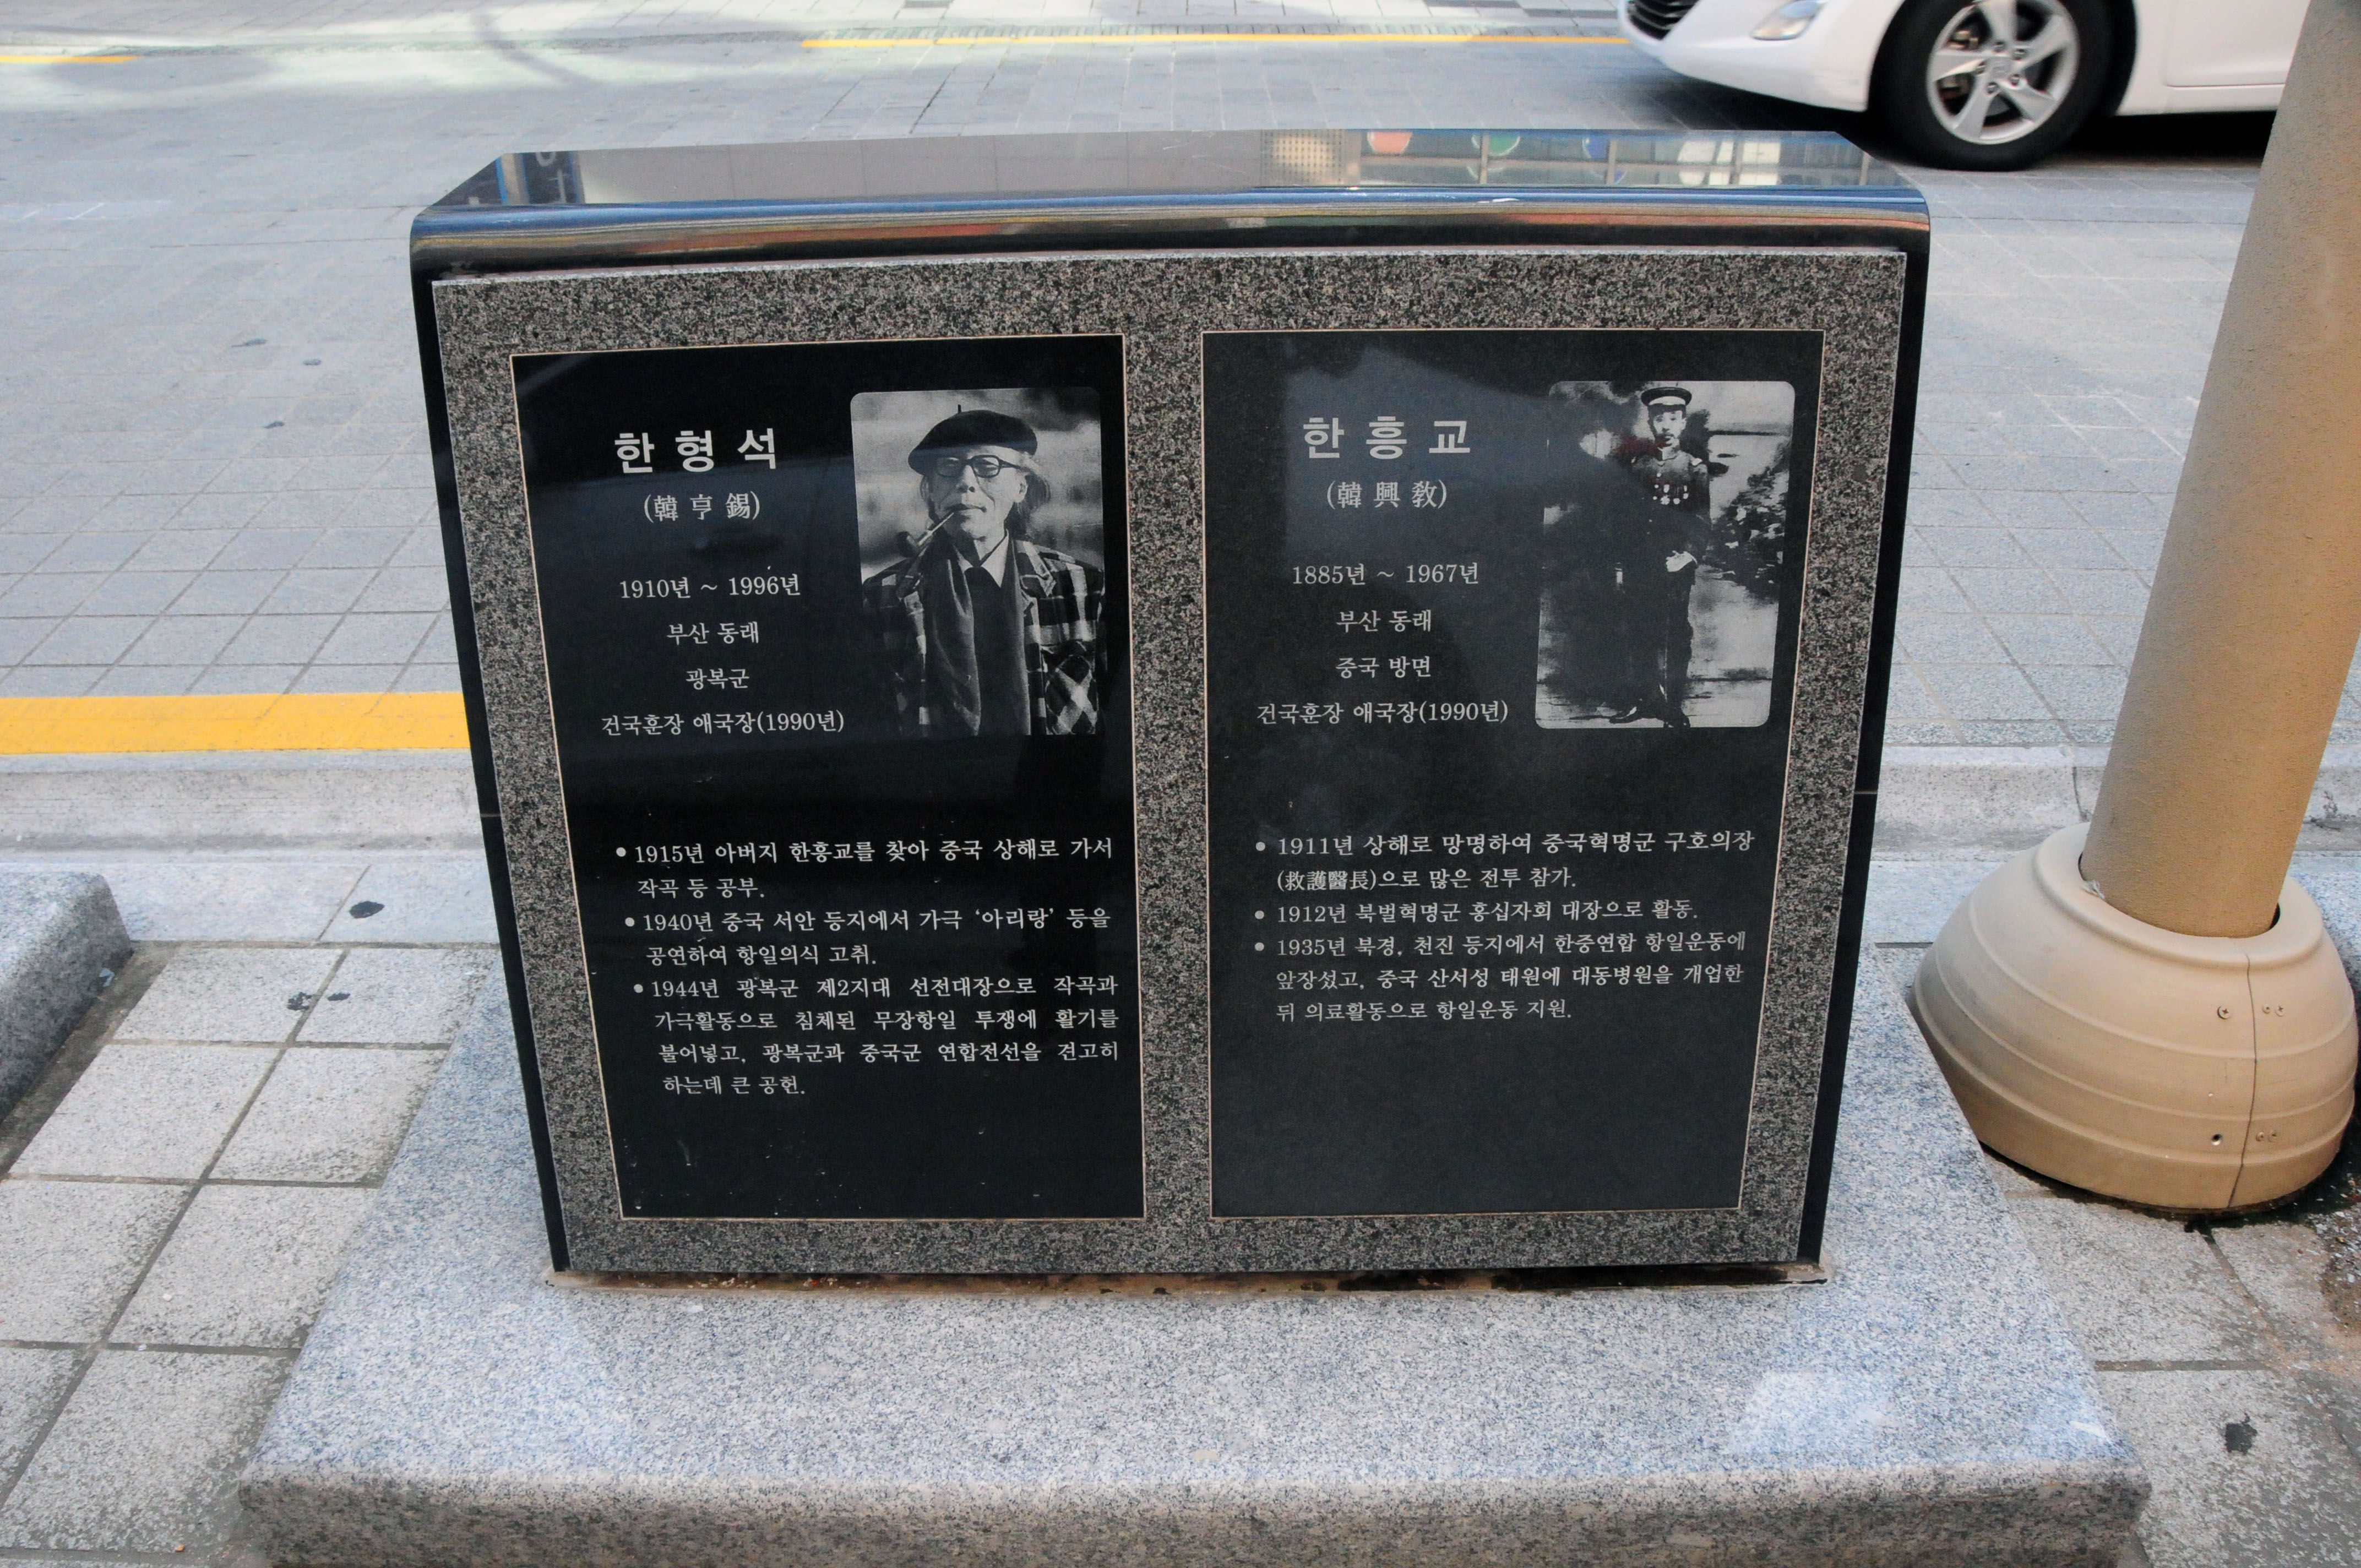 한 형 석
(韓 亨 錫)
1910년 ~ 1996년
부산 동래
광복군
건국훈장 애국장(1990년)
• 1915년 아버지 한흥교를 찾아 중국 상해로 가서
작곡 등 공부.
• 1940년 중국 서안 등지에서 가극 ‘아리랑’ 등을
공연하여 항일의식 고취.
• 1944년 광복군 제2지대 선전대장으로 작곡과
가극활동으로 침체된 무장항일 투쟁에 활기를
불어넣고, 광복군과 중국군 연합전선을 견고히
하는데 큰 공헌.
한 흥 교
(韓 興 敎)
1885년 ~ 1967년
부산 동래
중국 방면
건국훈장 애국장(1990년)
• 1911년 상해로 망명하여 중국혁명군 구호의장
(救護醫長)으로 많은 전투 참가.
• 1912년 북벌혁명군 홍십자회 대장으로 활동.
• 1935년 북경, 천진 등지에서 한중연합 항일운동에
앞장섰고, 중국 산서성 태원에 대동병원을 개업한
뒤 의료활동으로 항일운동 지원.